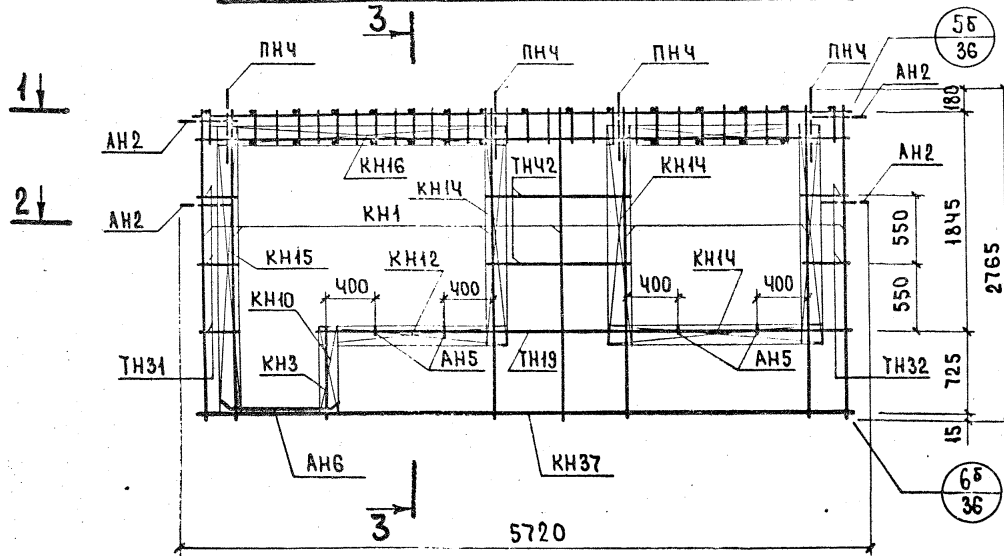 3
5б
36
ПН4 ПН4 ПН4 ПН4
АН2
1
180
АН2
КН16 КН14 ТН42 КН14 АН2
2
АН2
КН1
550
1845
2765
КН15 КН12 КН14
400 400 400 400
КН10
550
ТН31 КН3 АН5 ТН19 АН5 ТН32
725
АН6 КН37
15
6б
36
3
5720